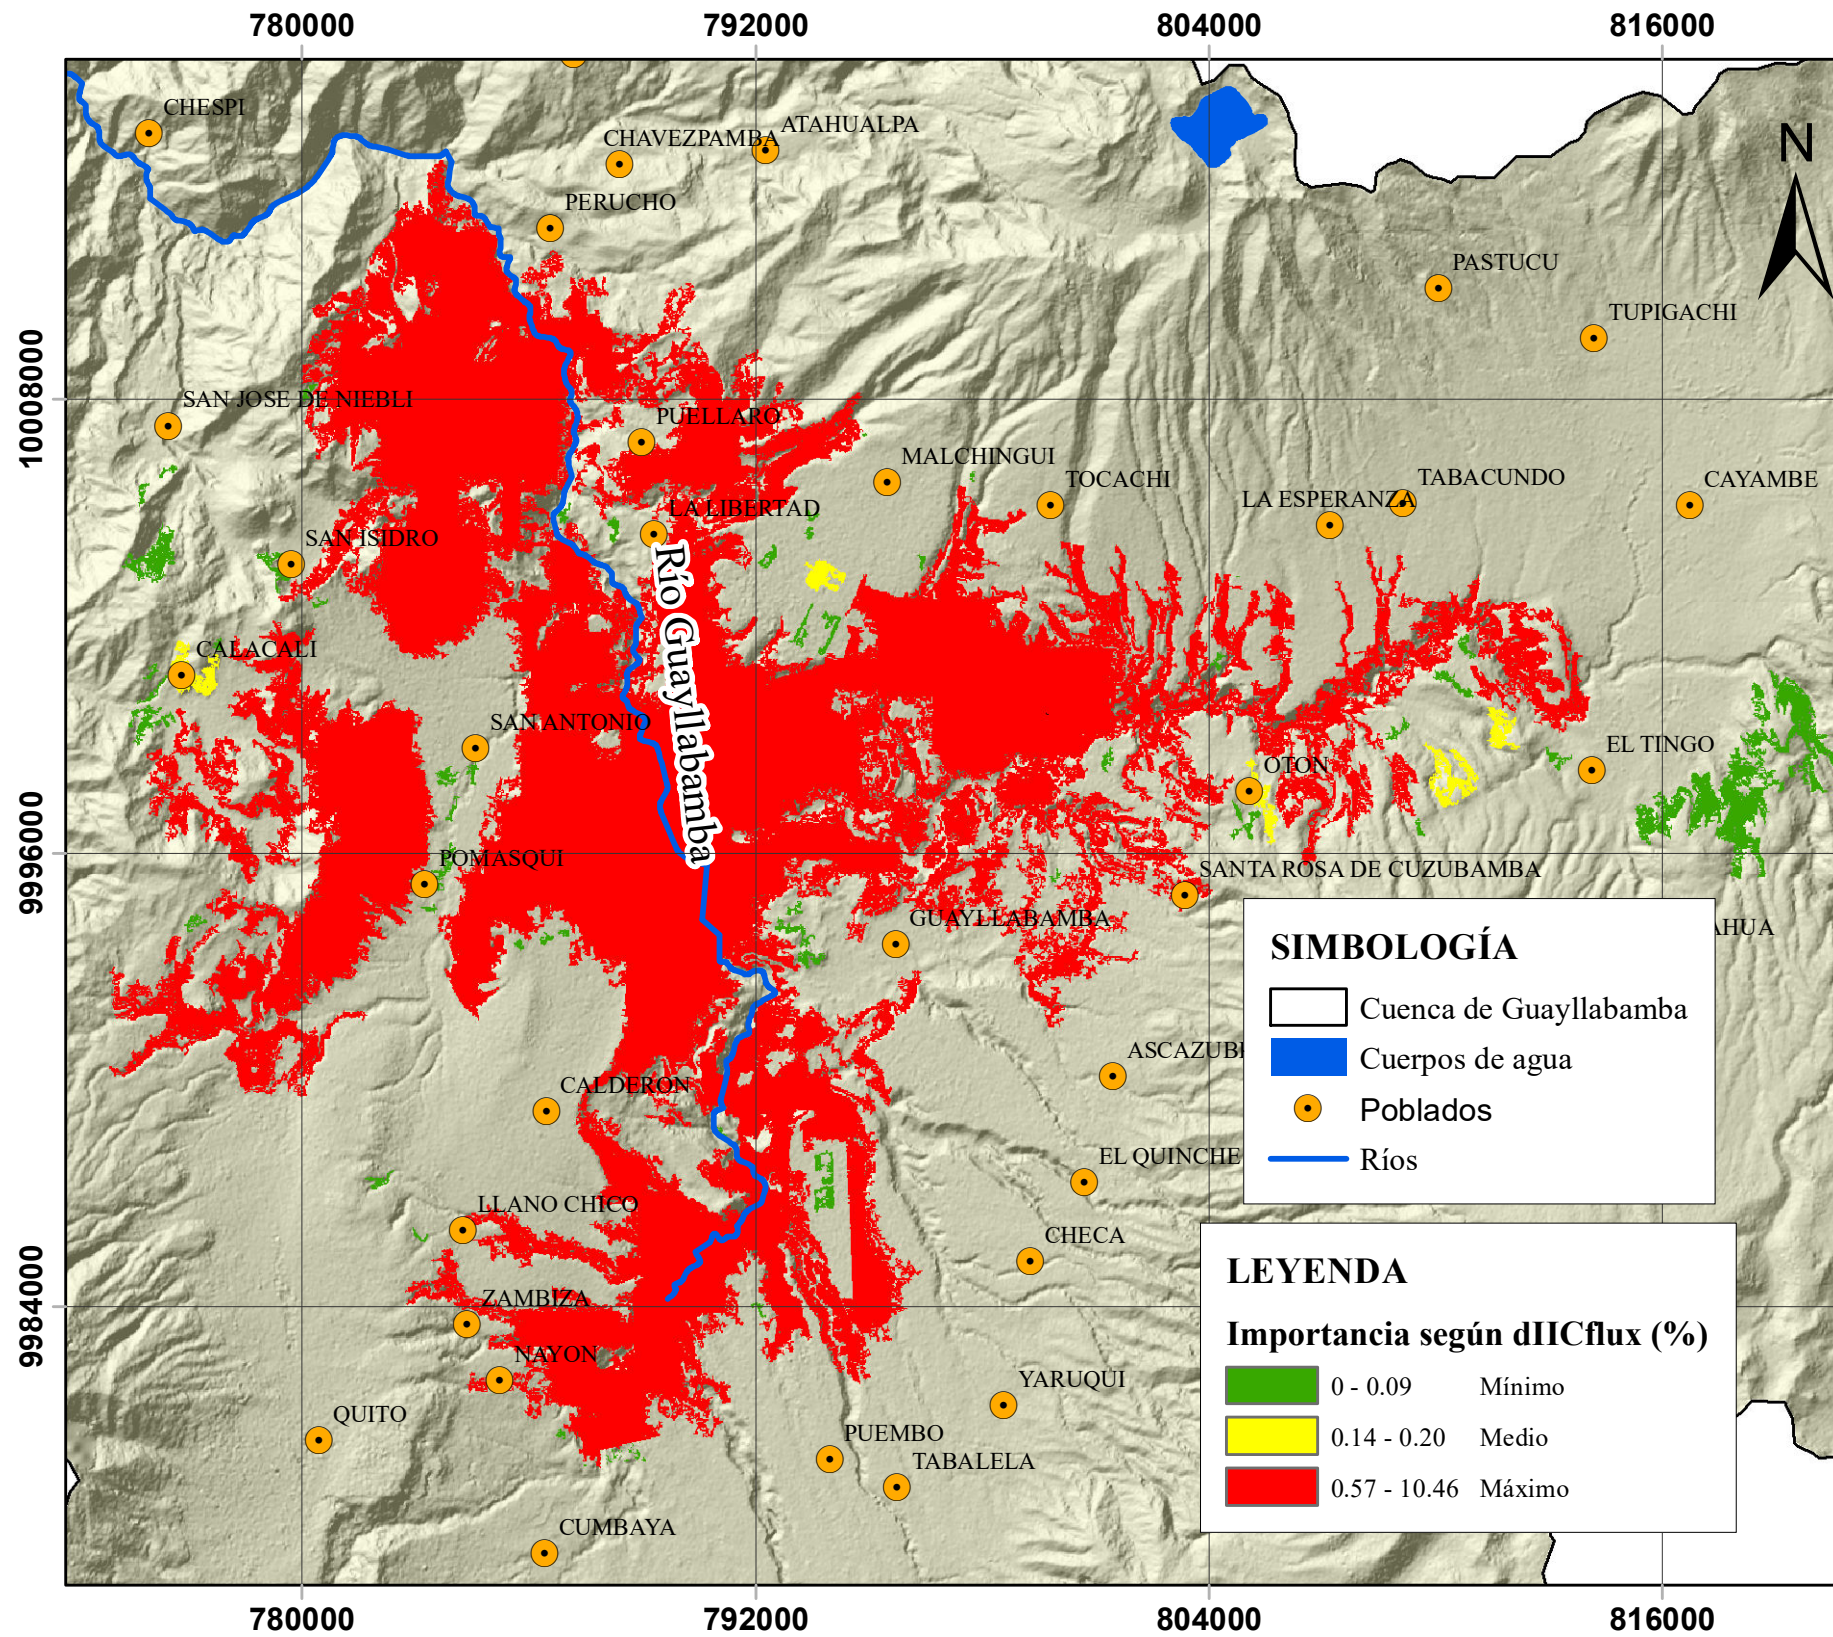 780000 792000 804000 816000
CHESPI
CHAVEZPAMBA
ATAHUALPA
N
PERUCHO
PASTUCU
TUPIGACHI
10008000
SAN JOSE DE NIEBLI
PUELLARO
MALCHINGUI
TOCACHI
LA ESPERANZA
TABACUNDO
CAYAMBE
LA LIBERTAD
SAN ISIDRO
Río Guayllabamba
CALACALI
SAN ANTONIO
EL TINGO
OTON
9996000
POMASQUI
SANTA ROSA DE CUZUBAMBA
GUAYLLABAMBA
AHUA
SIMBOLOGÍA
Cuenca de Guayllabamba
Cuerpos de agua
Poblados
Ríos
ASCAZUBI
CALDERON
EL QUINCHE
LLANO CHICO
CHECA
9984000
ZAMBIZA
NAYON
LEYENDA
Importancia según dIICflux (%)
0 - 0.09 Mínimo
0.14 - 0.20 Medio
0.57 - 10.46 Máximo
YARUQUI
QUITO
PUEMBO
TABALELA
CUMBAYA
780000 792000 804000 816000